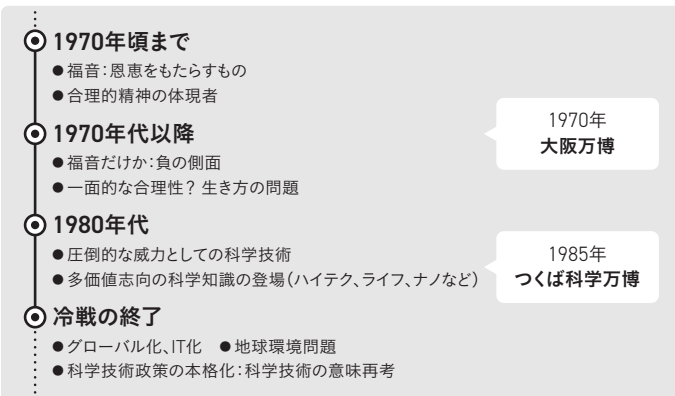 1970年頃まで
●福音：恩恵をもたらすもの
●合理的精神の体現者
1970年代以降
●福音だけか：負の側面
●一面的な合理性？ 生き方の問題
1970年
大阪万博
1980年代
●圧倒的な威力としての科学技術
●多価値志向の科学知識の登場（ハイテク、ライフ、ナノなど）
1985年
つくば科学万博
冷戦の終了
●グローバル化、IT化 ●地球環境問題
●科学技術政策の本格化：科学技術の意味再考